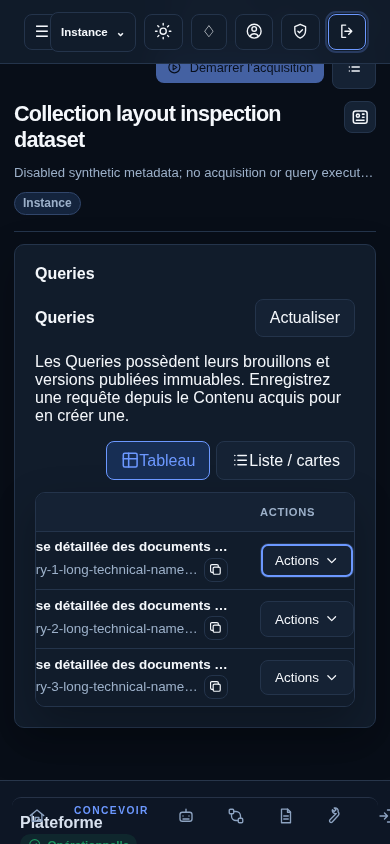 Instance
Démarrer l'acquisition
Collection layout inspection
dataset
Disabled synthetic metadata; no acquisition or query execut…
Instance
Queries
Queries
Actualiser
Les Queries possèdent leurs brouillons et
versions publiées immuables. Enregistrez
une requête depuis le Contenu acquis pour
en créer une.
Tableau
Liste / cartes
ACTIONS
se détaillée des documents …
ry-1-long-technical-name…
Actions
se détaillée des documents …
ry-2-long-technical-name…
Actions
se détaillée des documents …
ry-3-long-technical-name…
Actions
CONCEVOIR
Plateforme
Opérationnelle